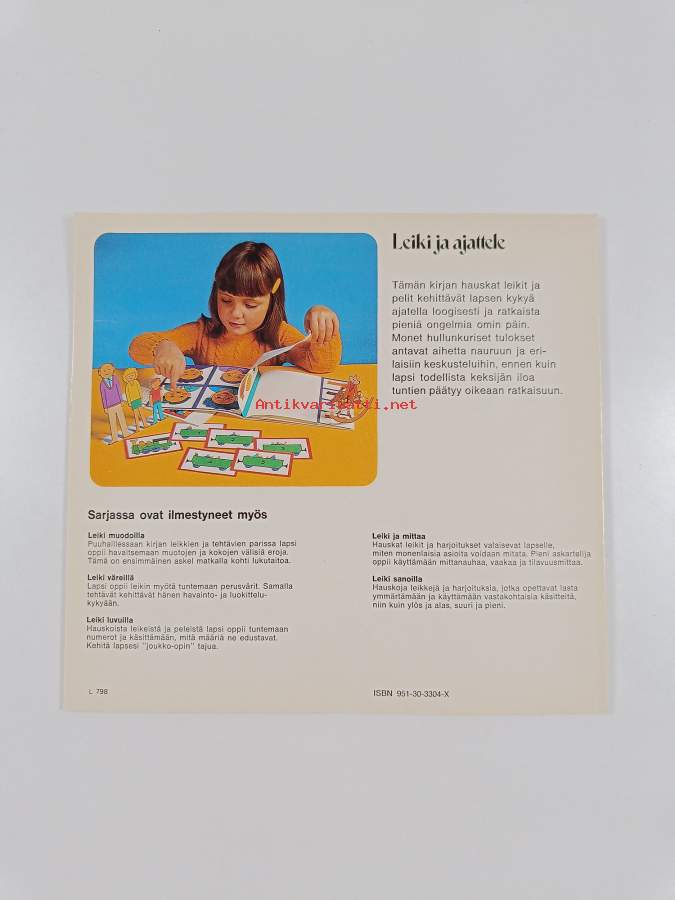 Leiki ja ajattele
Tämän kirjan hauskat leikit ja
pelit kehittävät lapsen kykyä
ajatella loogisesti ja ratkaista
pieniä ongelmia omin päin.
Monet hullunkuriset tulokset
antavat aihetta nauruun ja eri-
laisiin keskusteluihin, ennen kuin
lapsi todellista keksijän iloa
tuntien päätyy oikeaan ratkaisuun.
Antikvariaatti.net
Sarjassa ovat ilmestyneet myös
Leiki muodoilla
Puuhaillessaan kirjan leikkien ja tehtävien parissa lapsi
oppii havaitsemaan muotojen ja kokojen välisiä eroja.
Tämä on ensimmäinen askel matkalla kohti lukutaitoa.
Leiki väreillä
Lapsi oppii leikin myötä tuntemaan perusvärit. Samalla
tehtävät kehittävät hänen havainto- ja luokittelu-
kykyään.
Leiki luvuilla
Hauskoista leikeistä ja peleistä lapsi oppii tuntemaan
numerot ja käsittämään, mitä määriä ne edustavat.
Kehitä lapsesi "joukko-opin" tajua.
Leiki ja mittaa
Hauskat leikit ja harjoitukset valaisevat lapselle,
miten monenlaisia asioita voidaan mitata. Pieni askartelija
oppii käyttämään mittanauhaa, vaakaa ja tilavuusmittaa.
Leiki sanoilla
Hauskoja leikkejä ja harjoituksia, jotka opettavat lasta
ymmärtämään ja käyttämään vastakohtaisia käsitteitä,
niin kuin ylös ja alas, suuri ja pieni.
L 798
ISBN 951-30-3304-X